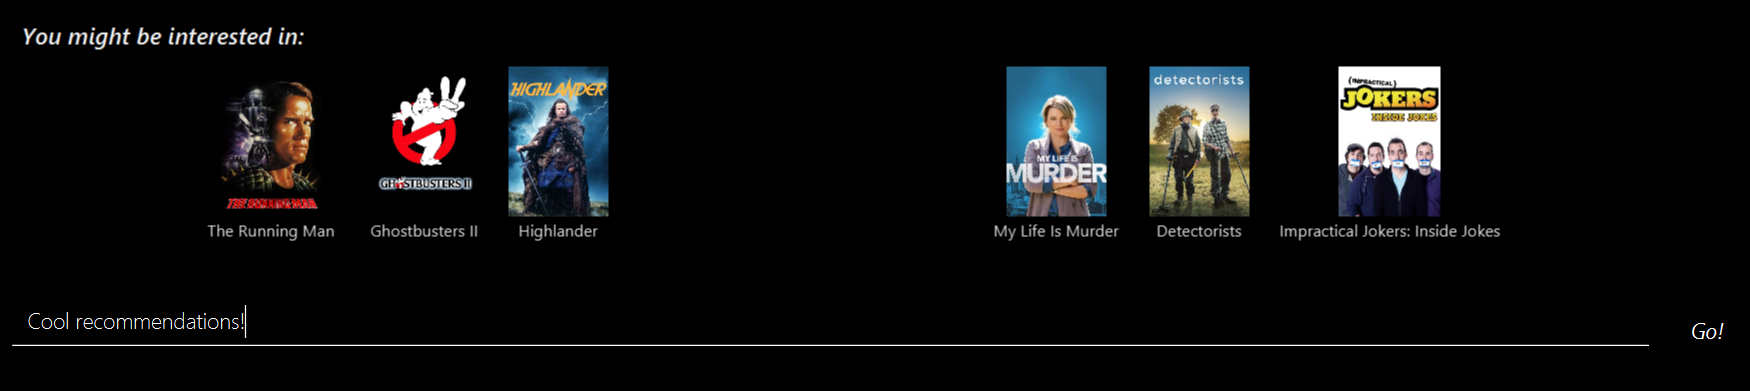 You might be interested in:
THE RUNNING MAN
GHOSTBUSTERS II
HIGHLANDER
MY LIFE IS
MURDER
detectorists
(IMPRACTICAL)
JOKERS
INSIDE JOKES
The Running Man
Ghostbusters II
Highlander
My Life Is Murder
Detectorists
Impractical Jokers: Inside Jokes
Cool recommendations!
Go!